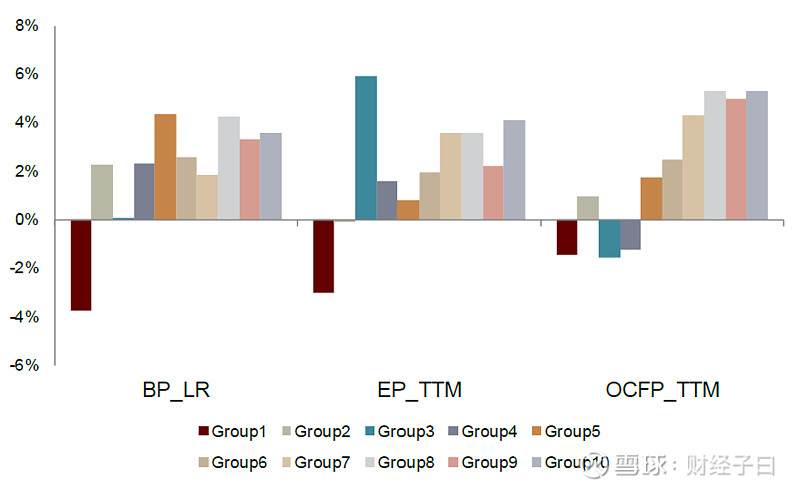 8%
6%
4%
2%
0%
-2%
-4%
-6%
BP_LR EP_TTM OCFP_TTM
Group1 Group2 Group3 Group4 Group5
Group6 Group7 Group8 Group9 Group10
雪球:财经子曰